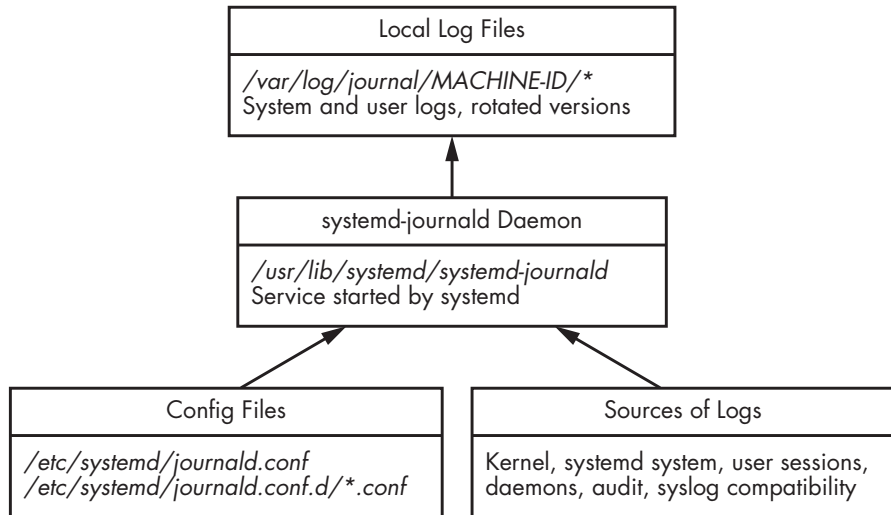 Local Log Files
/var/log/journal/MACHINE-ID/*
System and user logs, rotated versions
systemd-journald Daemon
/usr/lib/systemd/systemd-journald
Service started by systemd
Config Files
/etc/systemd/journald.conf
/etc/systemd/journald.conf.d/*.conf
Sources of Logs
Kernel, systemd system, user sessions,
daemons, audit, syslog compatibility